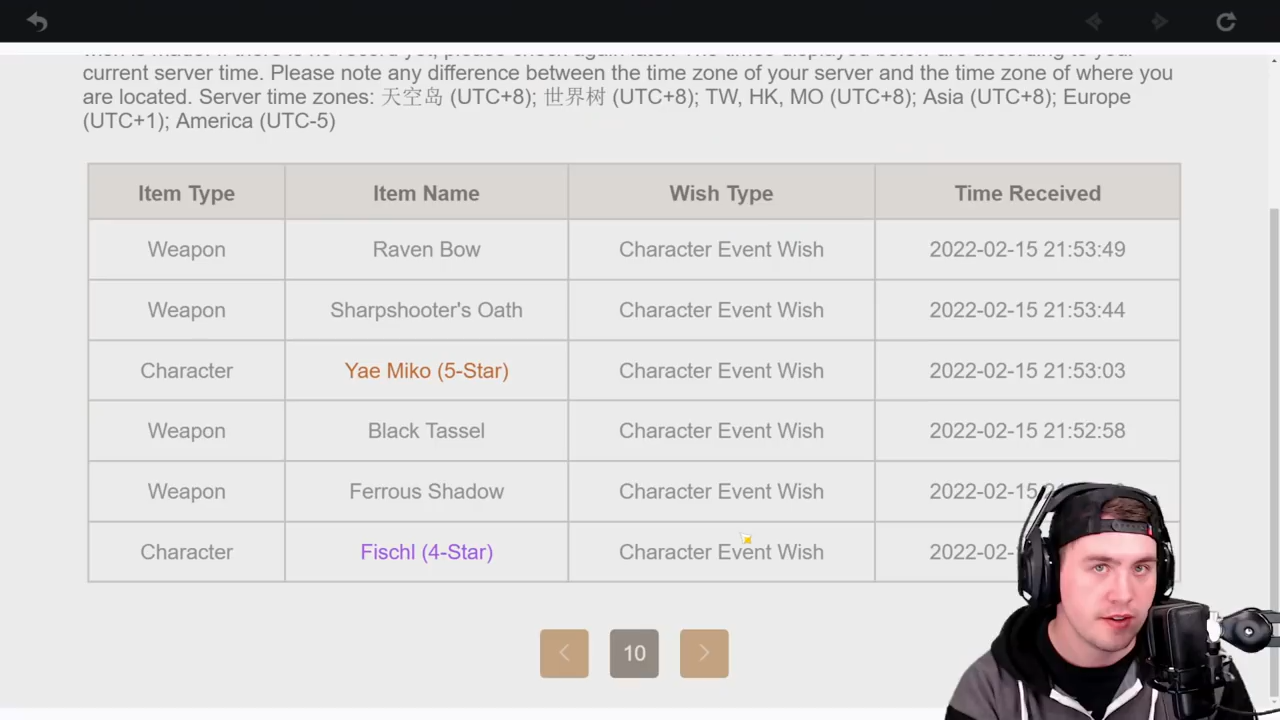 current server time. Please note any difference between the time zone of your server and the time zone of where you
are located. Server time zones: 天空岛 (UTC+8); 世界树 (UTC+8); TW, HK, MO (UTC+8); Asia (UTC+8); Europe
(UTC+1); America (UTC-5)
Item Type Item Name Wish Type Time Received
Weapon Raven Bow Character Event Wish 2022-02-15 21:53:49
Weapon Sharpshooter's Oath Character Event Wish 2022-02-15 21:53:44
Character Yae Miko (5-Star) Character Event Wish 2022-02-15 21:53:03
Weapon Black Tassel Character Event Wish 2022-02-15 21:52:58
Weapon Ferrous Shadow Character Event Wish 2022-02-15
Character Fischl (4-Star) Character Event Wish 2022-02-
10